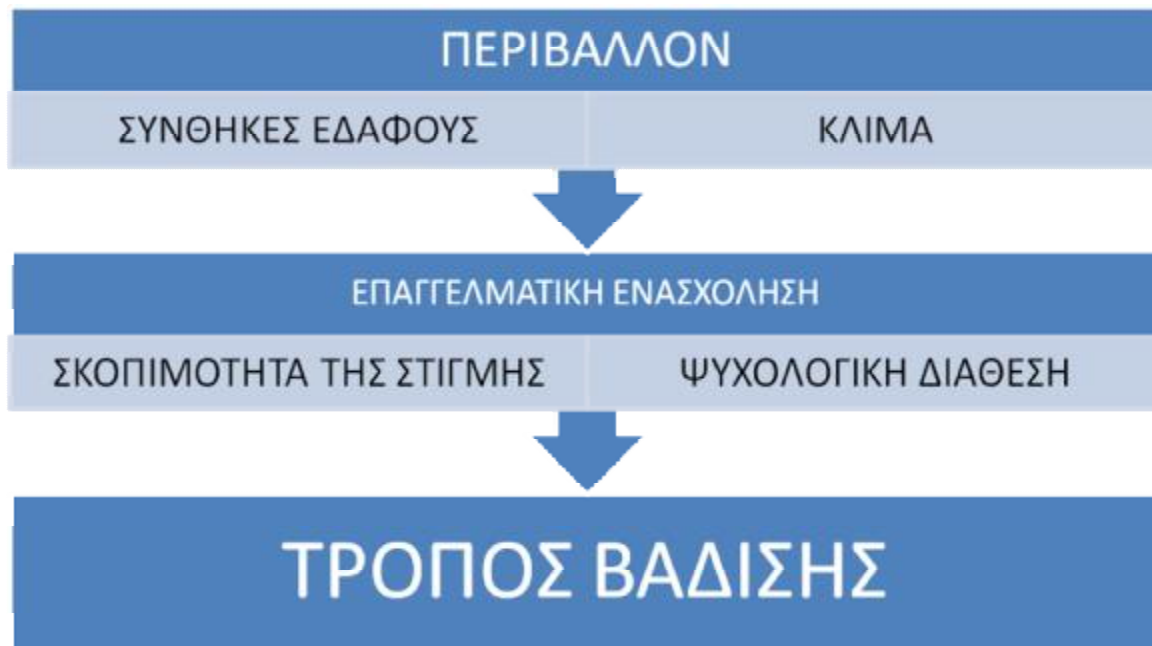 ΠΕΡΙΒΑΛΛΟΝ
ΣΥΝΘΗΚΕΣ ΕΔΑΦΟΥΣ
ΚΛΙΜΑ
ΕΠΑΓΓΕΛΜΑΤΙΚΗ ΕΝΑΣΧΟΛΗΣΗ
ΣΚΟΠΙΜΟΤΗΤΑ ΤΗΣ ΣΤΙΓΜΗΣ
ΨΥΧΟΛΟΓΙΚΗ ΔΙΑΘΕΣΗ
ΤΡΟΠΟΣ ΒΑΔΙΣΗΣ